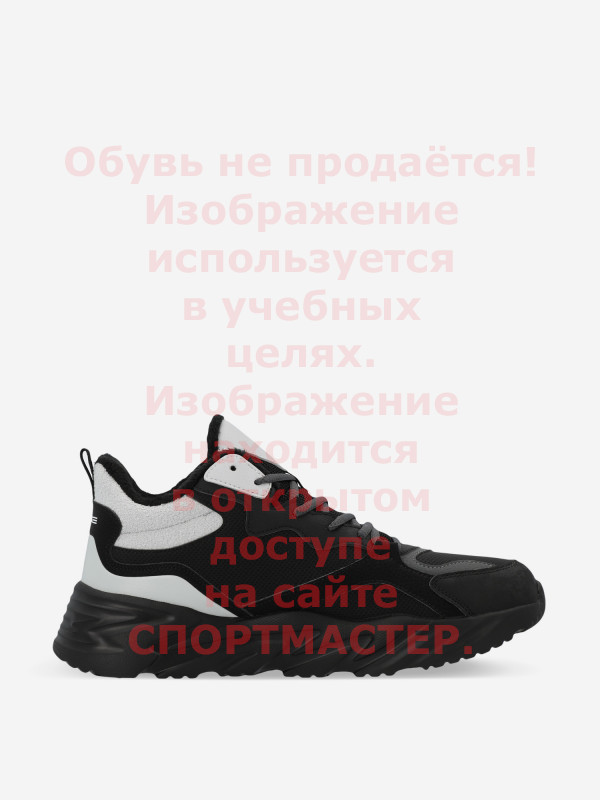 Обувь не продаётся!
Изображение
используется
в учебных
целях.
Изображение
находится
в открытом
доступе
на сайте
СПОРТМАСТЕР.